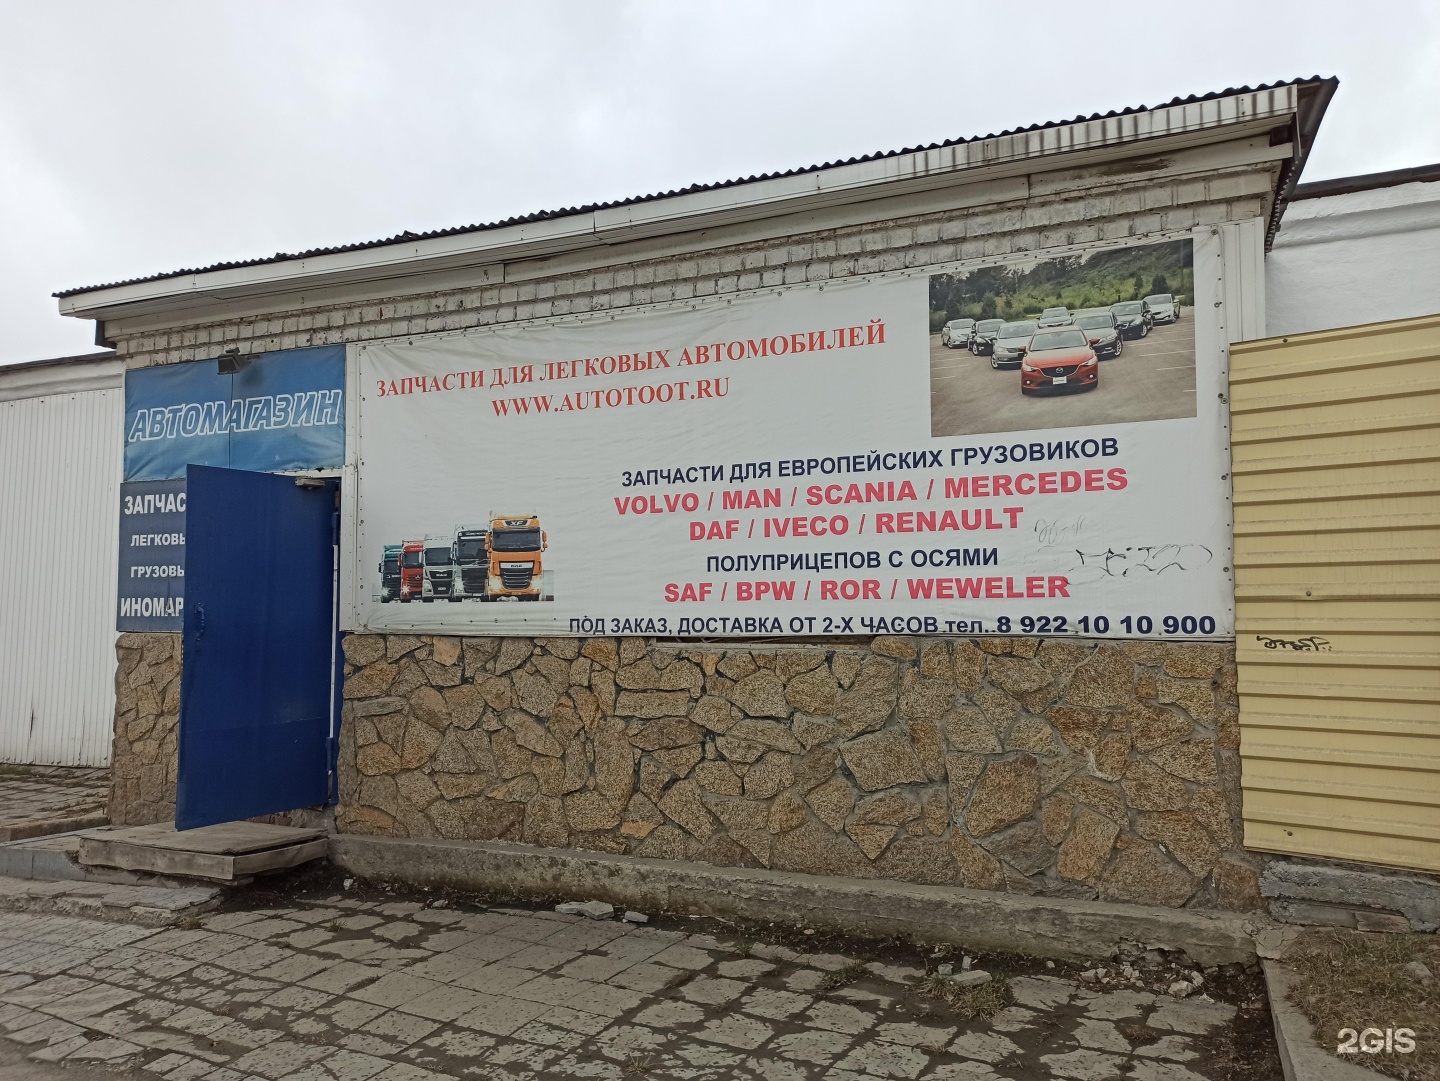 АВТОМАГАЗИН
ЗАПЧАС
ЛЕГКОВЫ
ГРУЗОВЫ
ИНОМАР
ЗАПЧАСТИ ДЛЯ ЛЕГКОВЫХ АВТОМОБИЛЕЙ
WWW.AUTOTOOT.RU
ЗАПЧАСТИ ДЛЯ ЕВРОПЕЙСКИХ ГРУЗОВИКОВ
VOLVO / MAN / SCANIA / MERCEDES
DAF / IVECO / RENAULT
ПОЛУПРИЦЕПОВ С ОСЯМИ
SAF / BPW / ROR / WEWELER
ПОД ЗАКАЗ, ДОСТАВКА ОТ 2-Х ЧАСОВ тел..8 922 10 10 900
XF
2GIS